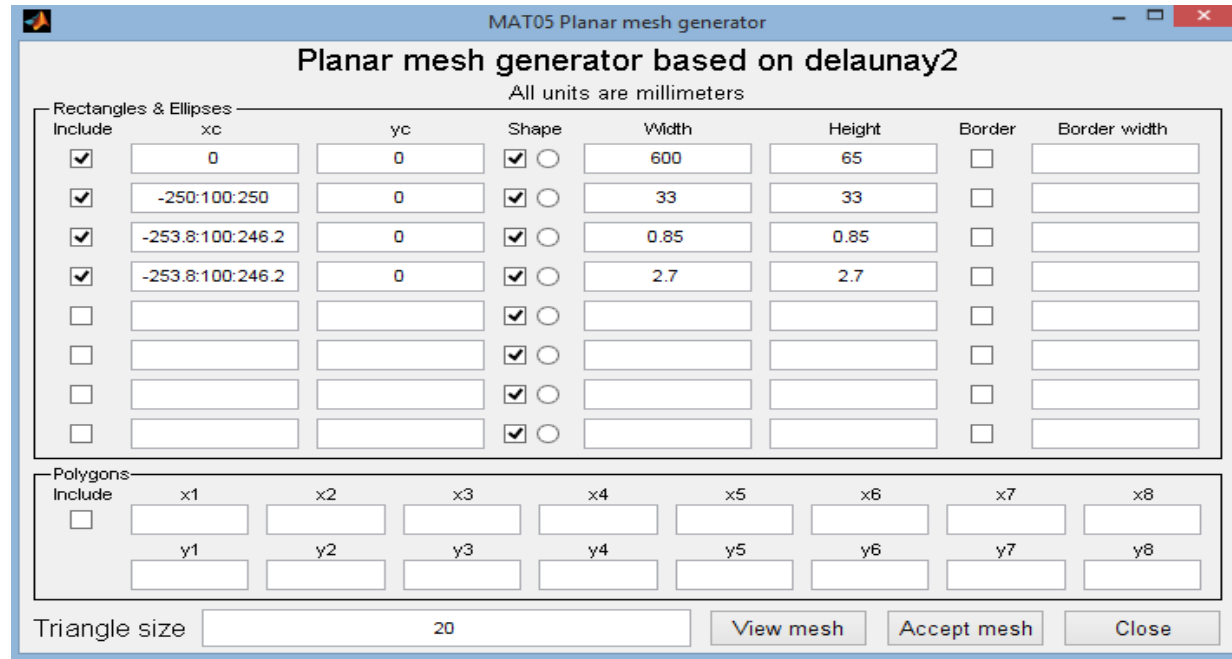 MAT05 Planar mesh generator
Planar mesh generator based on delaunay2
All units are millimeters
Rectangles & Ellipses
Include xc yc Shape Width Height Border Border width
0 0 600 65
-250:100:250 0 33 33
-253.8:100:246.2 0 0.85 0.85
-253.8:100:246.2 0 2.7 2.7
Polygons
Include x1 x2 x3 x4 x5 x6 x7 x8
y1 y2 y3 y4 y5 y6 y7 y8
Triangle size 20 View mesh Accept mesh Close